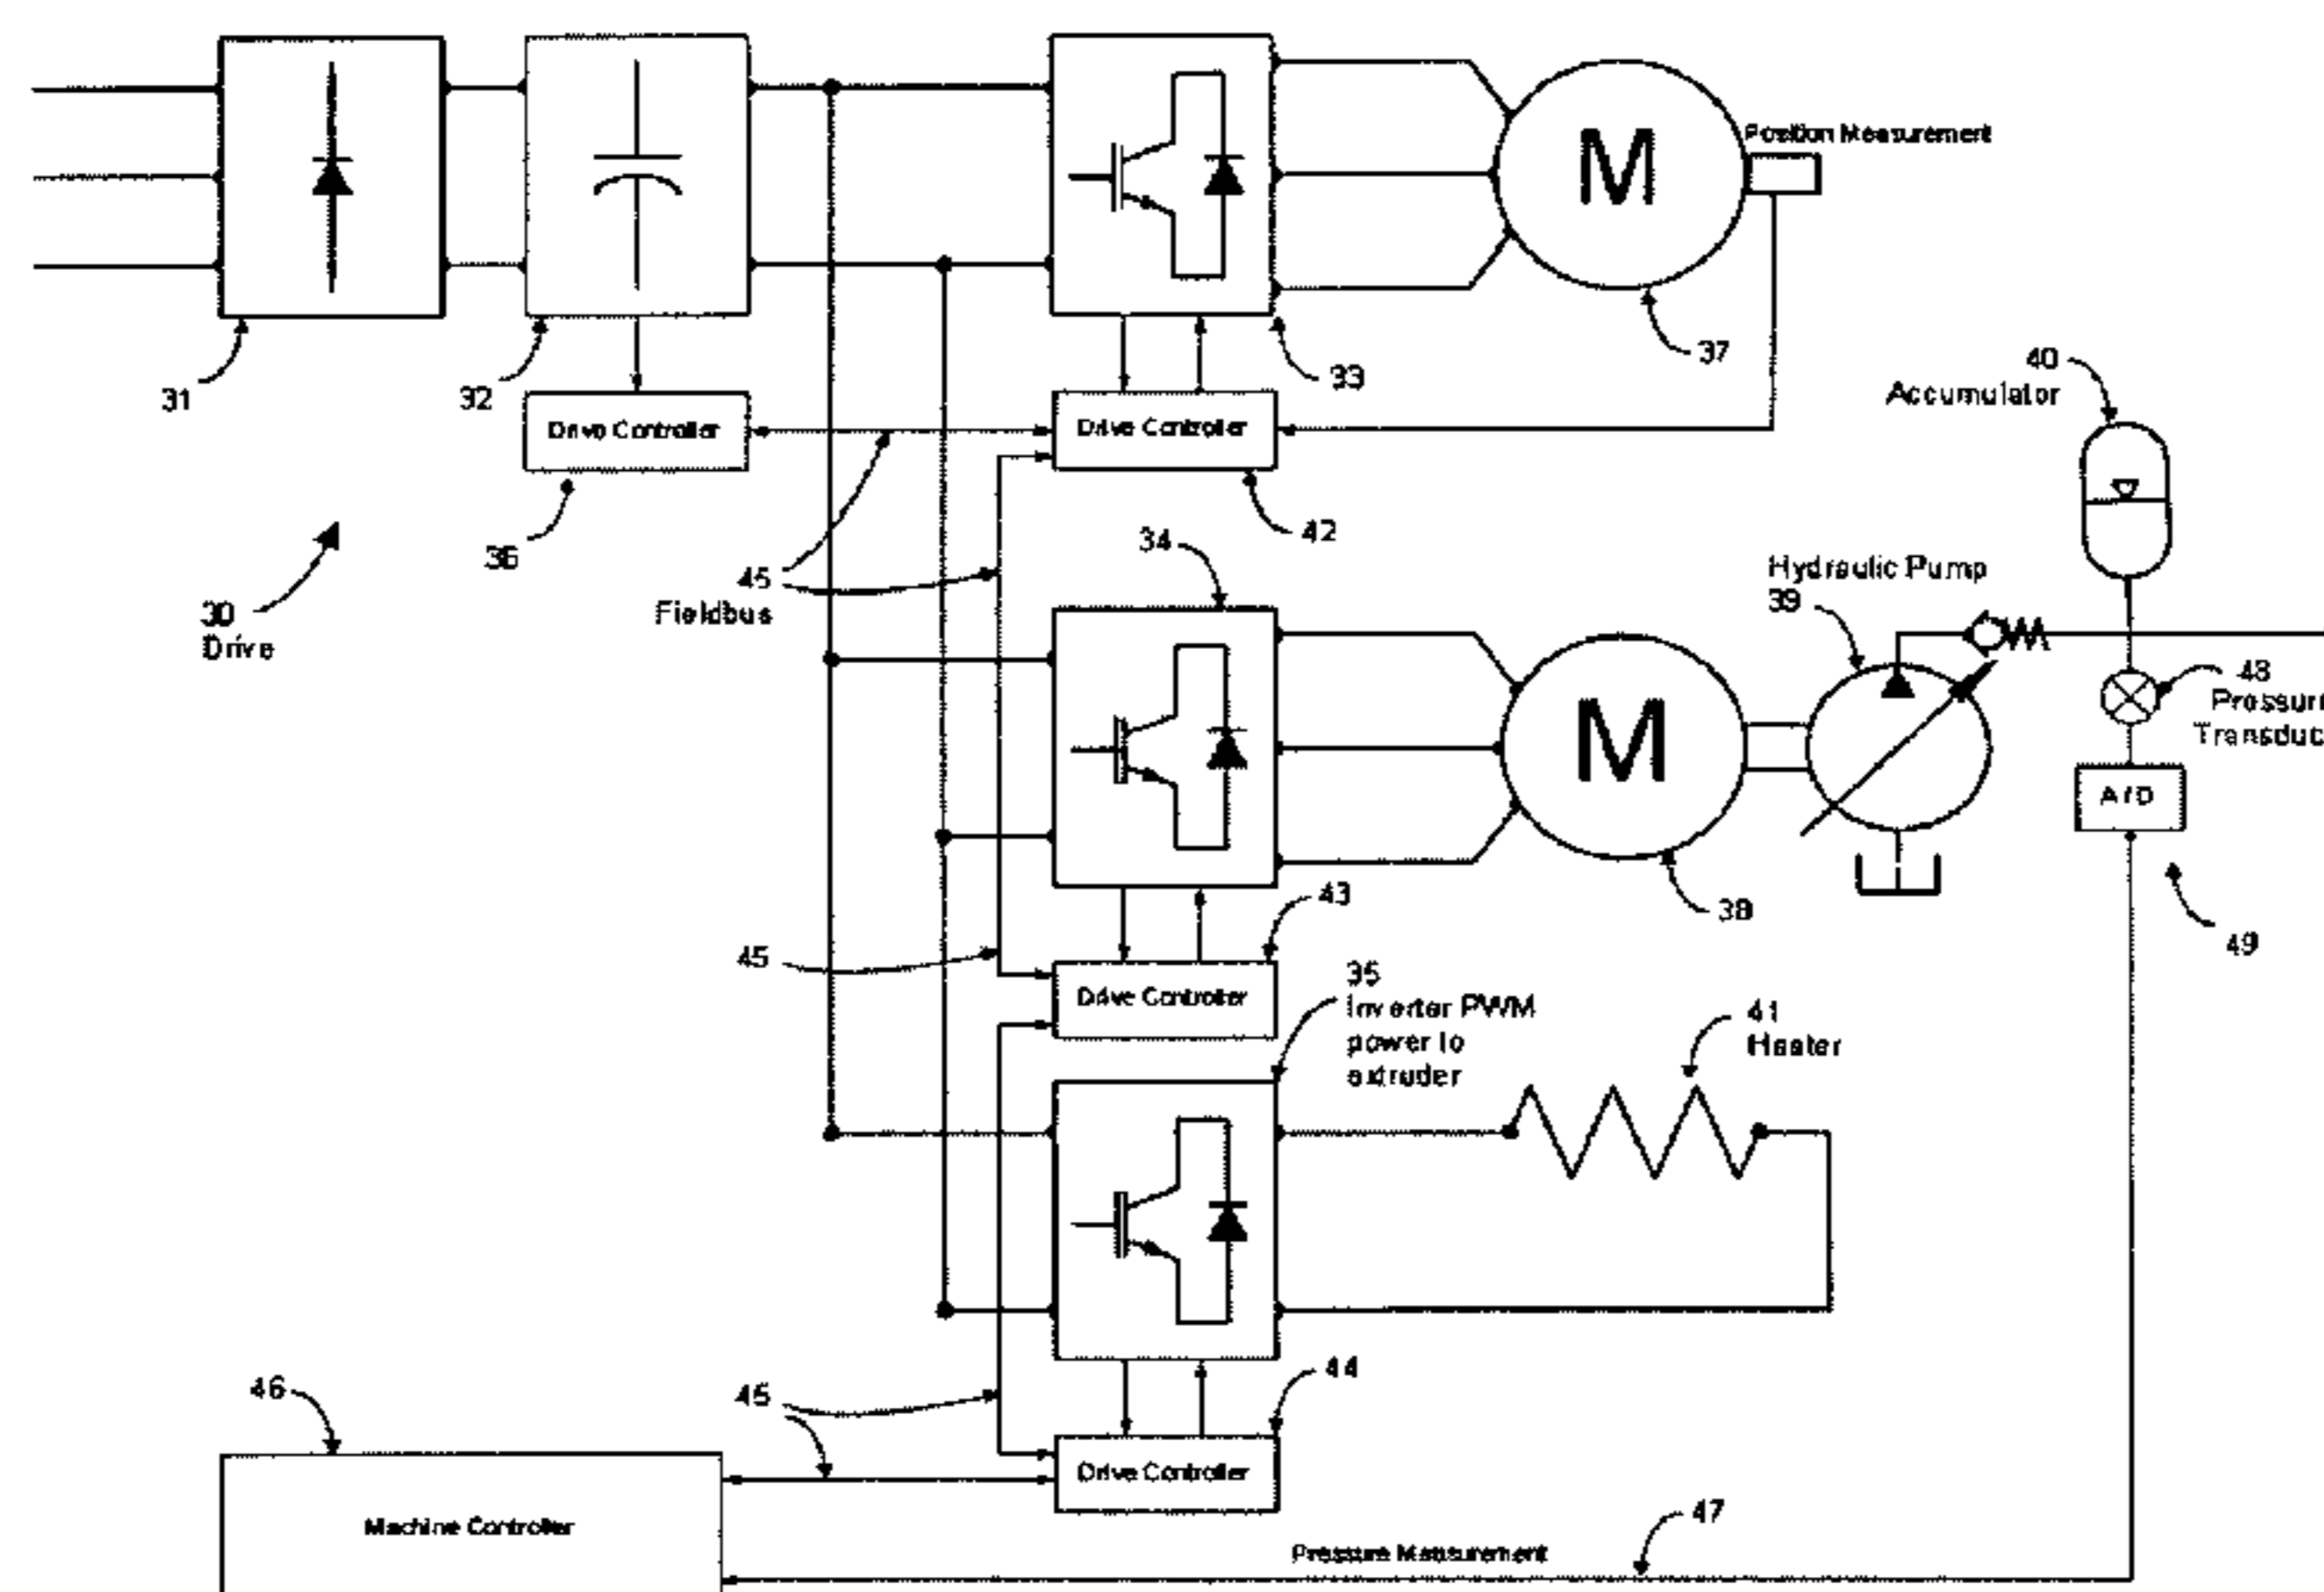 M
Position Measurement
31
32
33
37
40
Accumulator
Drive Controller
Drive Controller
36
42
45
Fieldbus
30
Drive
34
Hydraulic Pump
39
M
48
Transduc
A/D
38
49
43
45
Drive Controller
35
Inverter PWM
power to
extruder
41
Heater
46
45
44
Drive Controller
Machine Controller
47
Pressure Measurement